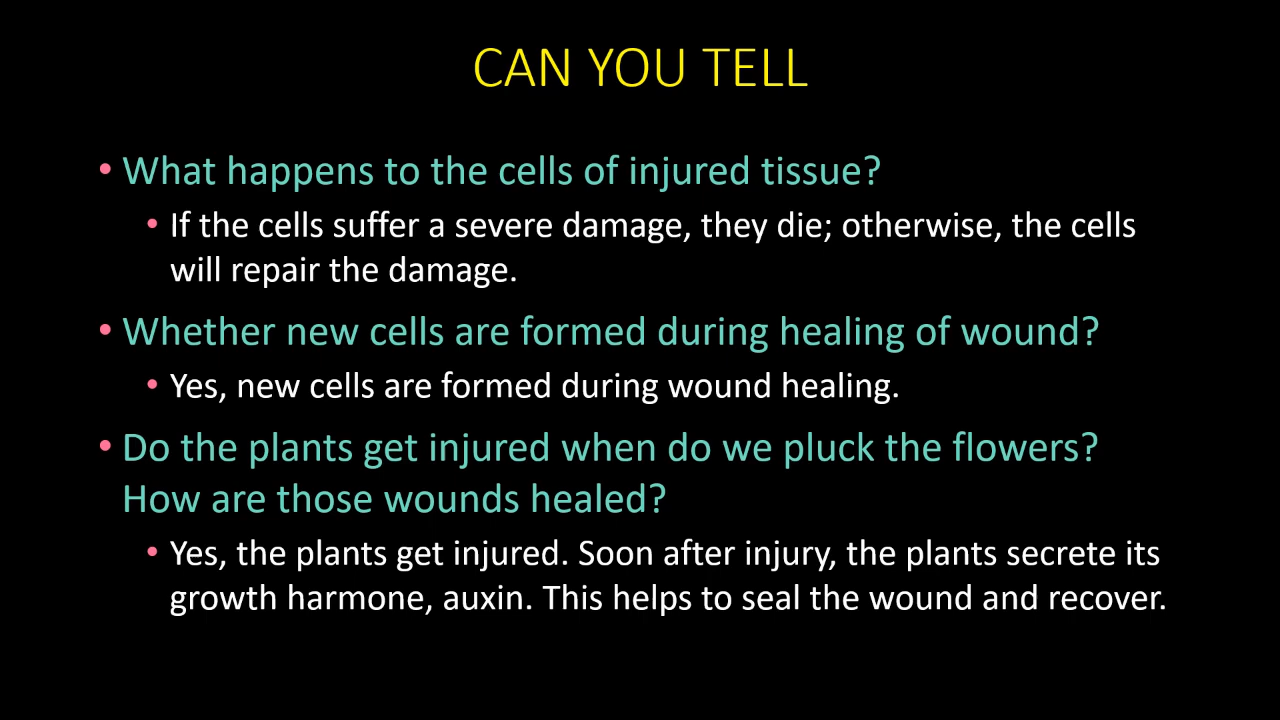 CAN YOU TELL
• What happens to the cells of injured tissue?
• If the cells suffer a severe damage, they die; otherwise, the cells
will repair the damage.
• Whether new cells are formed during healing of wound?
• Yes, new cells are formed during wound healing.
• Do the plants get injured when do we pluck the flowers?
How are those wounds healed?
• Yes, the plants get injured. Soon after injury, the plants secrete its
growth harmone, auxin. This helps to seal the wound and recover.